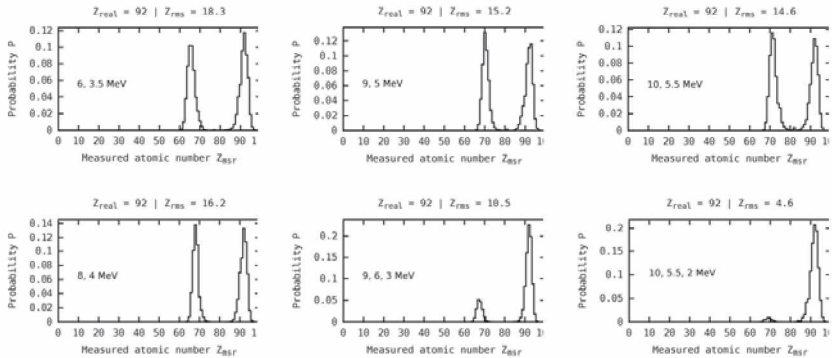 Z_real = 92 | Z_rms = 18.3
Probability P
0.12
0.1
0.08
0.06
0.04
0.02
0
6, 3.5 MeV
0 10 20 30 40 50 60 70 80 90 1
Measured atomic number Z_msr
Z_real = 92 | Z_rms = 15.2
Probability P
0.12
0.1
0.08
0.06
0.04
0.02
0
9, 5 MeV
0 10 20 30 40 50 60 70 80 90 10
Measured atomic number Z_msr
Z_real = 92 | Z_rms = 14.6
Probability P
0.12
0.1
0.08
0.06
0.04
0.02
0
10, 5.5 MeV
0 10 20 30 40 50 60 70 80 90 10
Measured atomic number Z_msr
Z_real = 92 | Z_rms = 16.2
Probability P
0.14
0.12
0.1
0.08
0.06
0.04
0.02
0
8, 4 MeV
0 10 20 30 40 50 60 70 80 90 1
Measured atomic number Z_msr
Z_real = 92 | Z_rms = 10.5
Probability P
0.2
0.15
0.1
0.05
0
9, 6, 3 MeV
0 10 20 30 40 50 60 70 80 90 10
Measured atomic number Z_msr
Z_real = 92 | Z_rms = 4.6
Probability P
0.2
0.15
0.1
0.05
0
10, 5.5, 2 MeV
0 10 20 30 40 50 60 70 80 90 10
Measured atomic number Z_msr